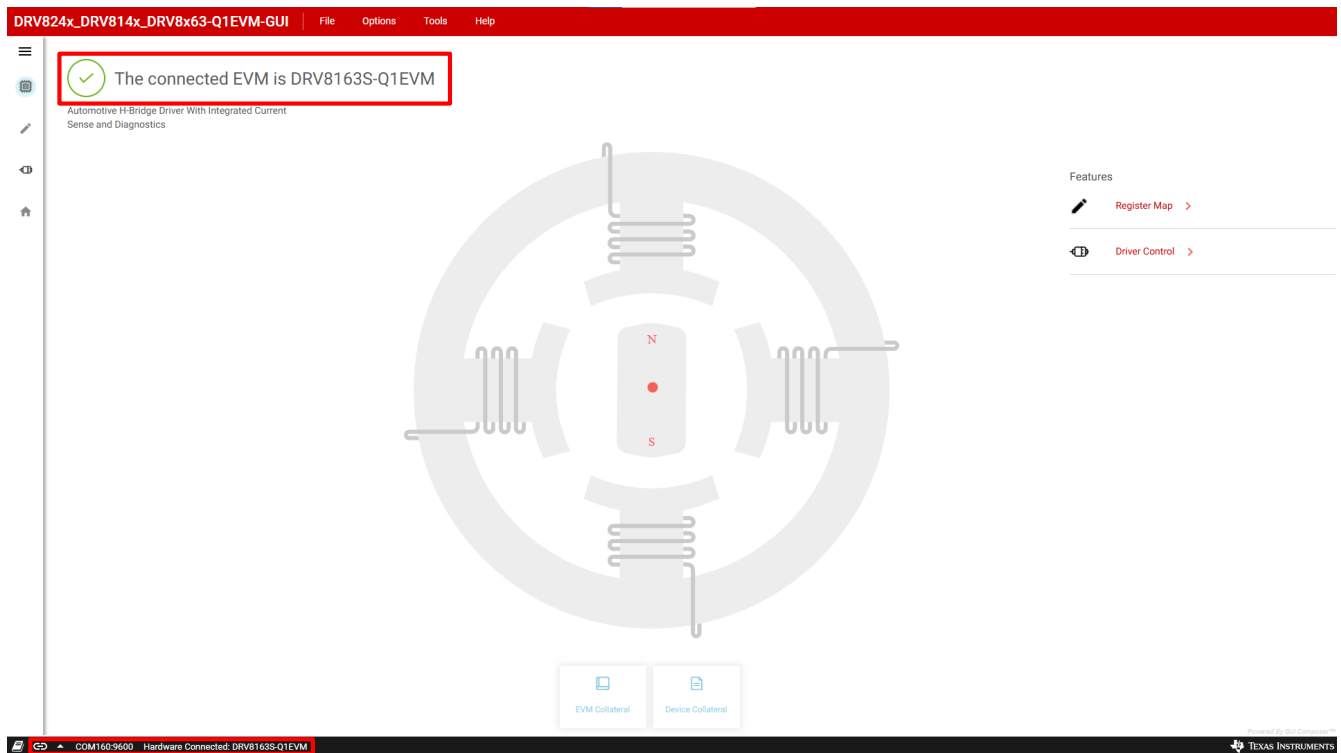 DRV824x_DRV814x_DRV8x63-Q1EVM-GUI File Options Tools Help
The connected EVM is DRV8163S-Q1EVM
Automotive H-Bridge Driver With Integrated Current
Sense and Diagnostics
Features
Register Map
Driver Control
N
S
EVM Collateral Device Collateral
Powered By GUI Composer™
COM160:9600 Hardware Connected: DRV8163S-Q1EVM TEXAS INSTRUMENTS